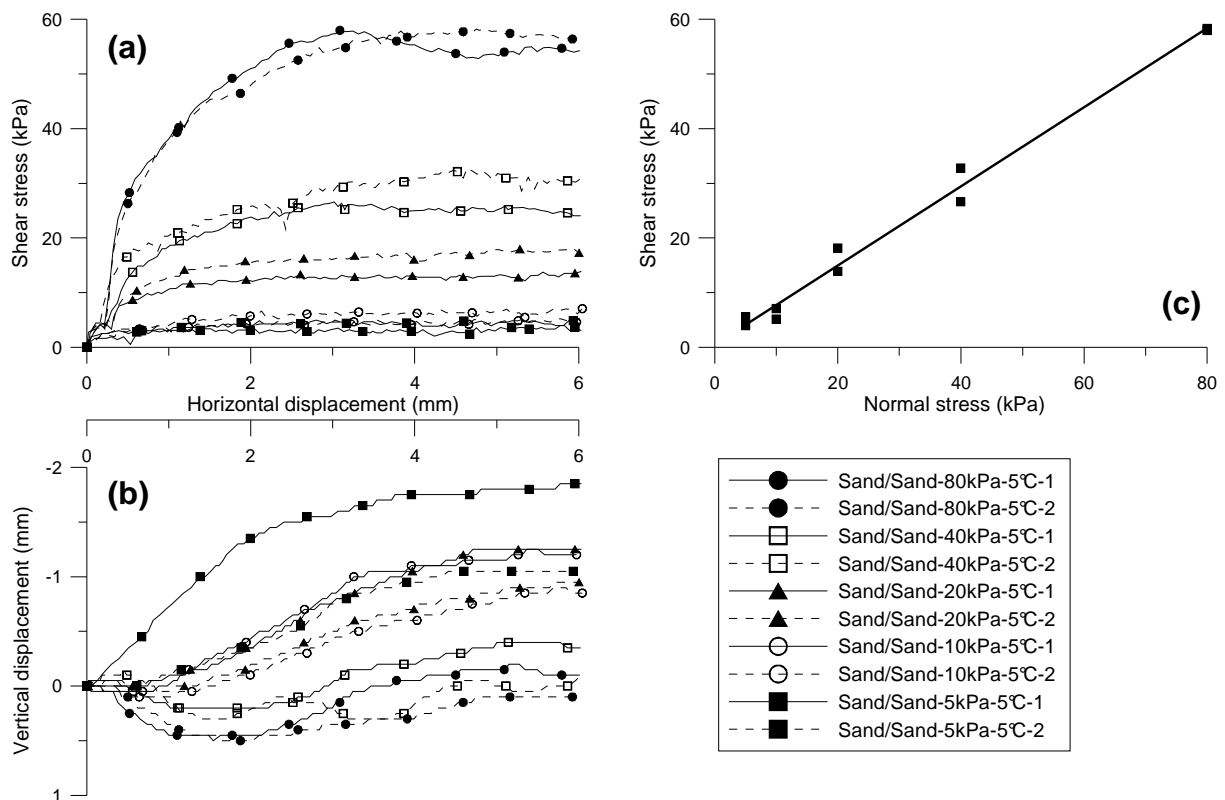 60
(a)
40
20
0
Shear stress (kPa)
0
2
4
6
Horizontal displacement (mm)
0
2
4
6
-2
(b)
-1
0
1
Vertical displacement (mm)
60
40
20
0
Shear stress (kPa)
(c)
0
20
40
60
80
Normal stress (kPa)
Sand/Sand-80kPa-5°C-1
Sand/Sand-80kPa-5°C-2
Sand/Sand-40kPa-5°C-1
Sand/Sand-40kPa-5°C-2
Sand/Sand-20kPa-5°C-1
Sand/Sand-20kPa-5°C-2
Sand/Sand-10kPa-5°C-1
Sand/Sand-10kPa-5°C-2
Sand/Sand-5kPa-5°C-1
Sand/Sand-5kPa-5°C-2